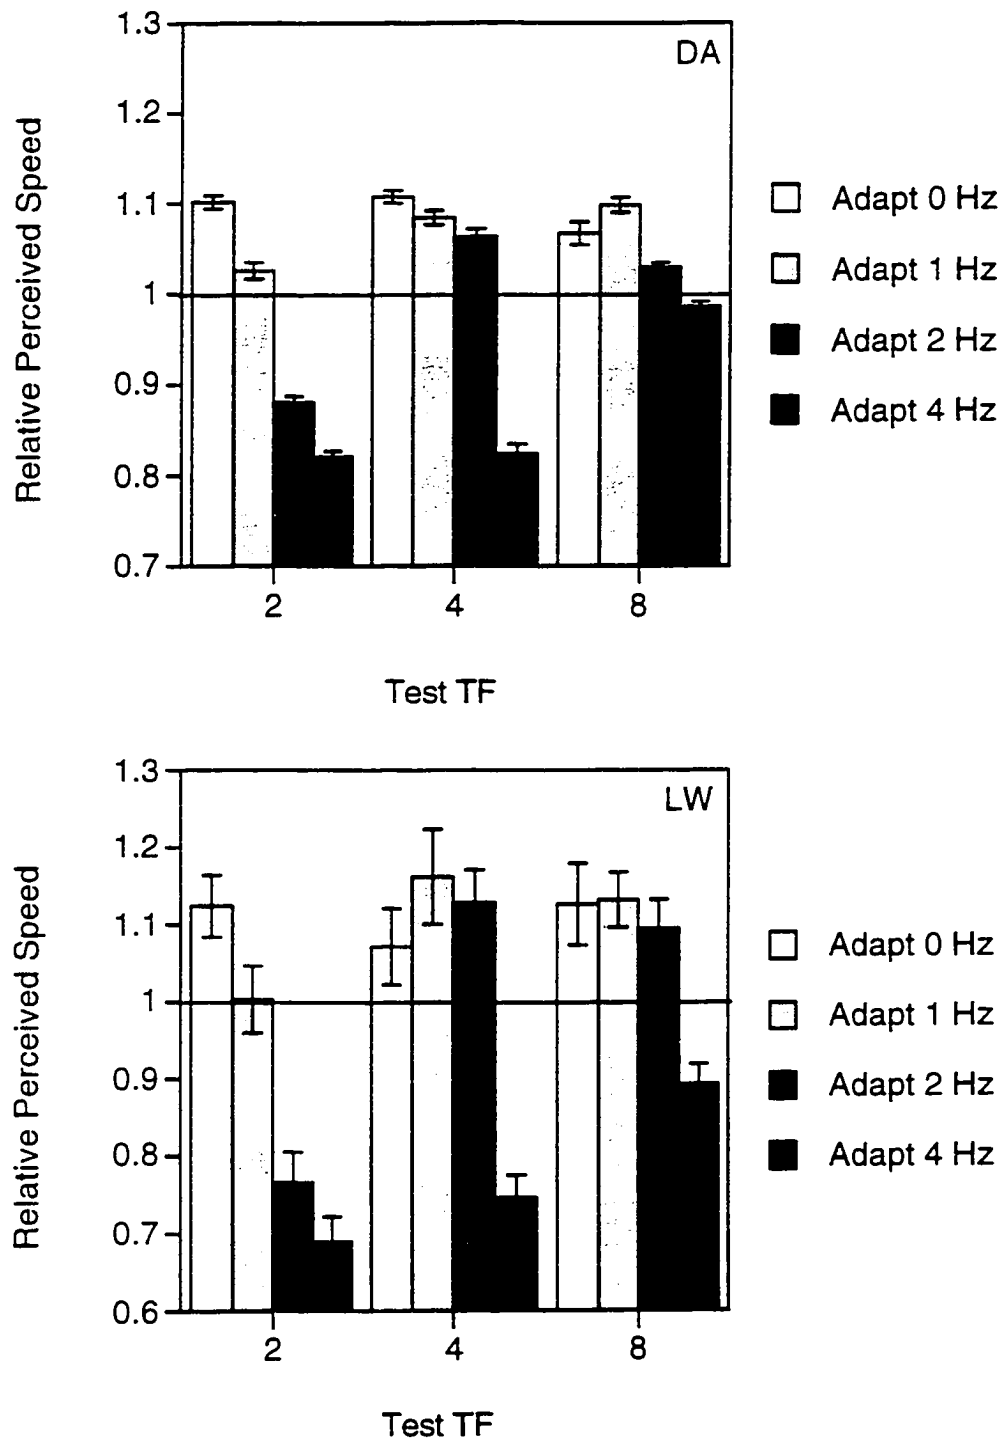 1.3
DA
1.2
1.1
1
0.9
0.8
0.7
Relative Perceived Speed
2 4 8
Test TF
Adapt 0 Hz
Adapt 1 Hz
Adapt 2 Hz
Adapt 4 Hz
1.3
LW
1.2
1.1
1
0.9
0.8
0.7
0.6
Relative Perceived Speed
2 4 8
Test TF
Adapt 0 Hz
Adapt 1 Hz
Adapt 2 Hz
Adapt 4 Hz